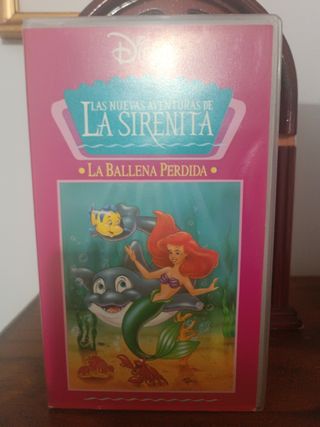 Disney
LAS NUEVAS AVENTURAS DE
LA SIRENITA
• LA BALLENA PERDIDA •